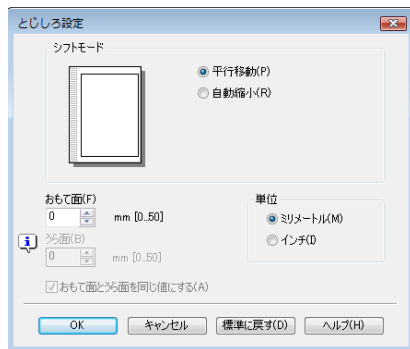 とじしろ設定
シフトモード
平行移動(P)
自動縮小(R)
おもて面(F)
0 mm [0..50]
うら面(B)
0 mm [0..50]
おもて面とうら面を同じ値にする(A)
単位
ミリメートル(M)
インチ(I)
OK キャンセル 標準に戻す(D) ヘルプ(H)